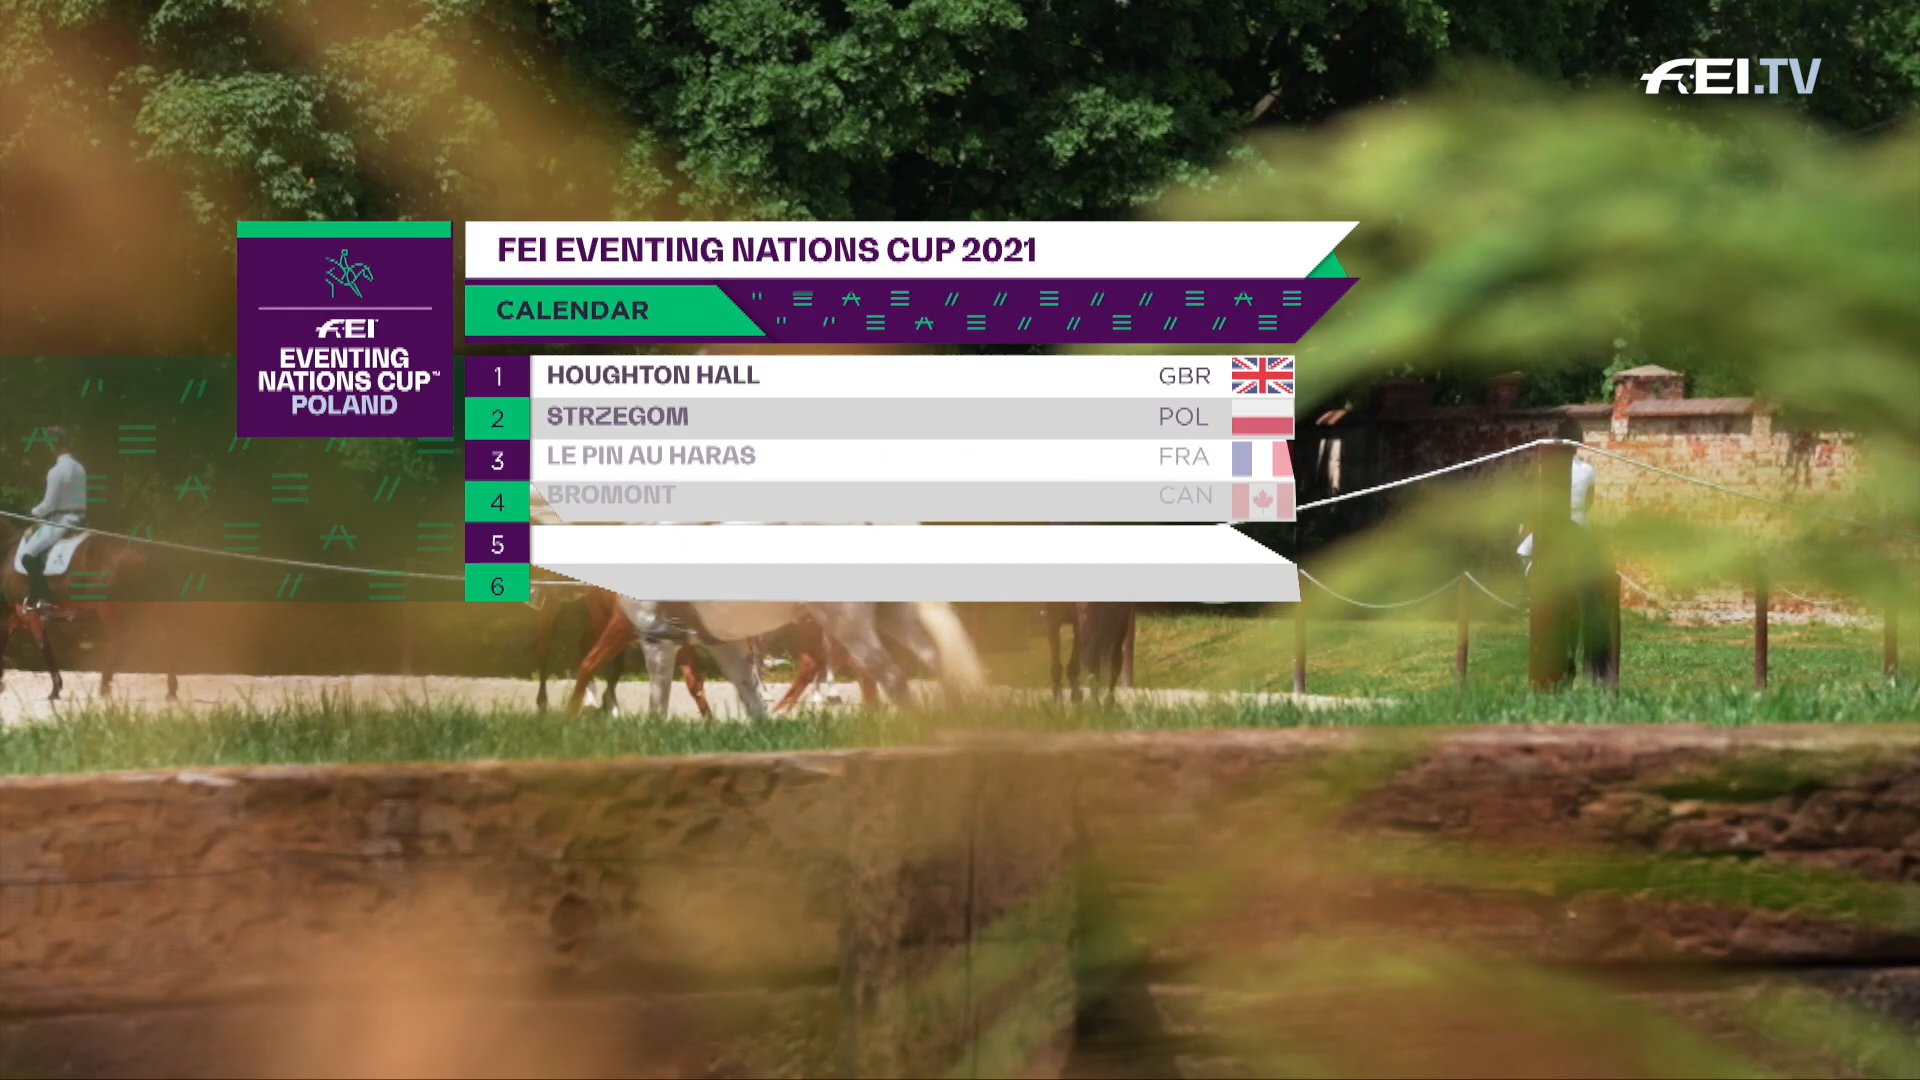 FEI.TV
FEI EVENTING NATIONS CUP 2021
CALENDAR
FEI
EVENTING
NATIONS CUP™
POLAND
1 HOUGHTON HALL GBR
2 STRZEGOM POL
3 LE PIN AU HARAS FRA
4 BROMONT CAN
5
6